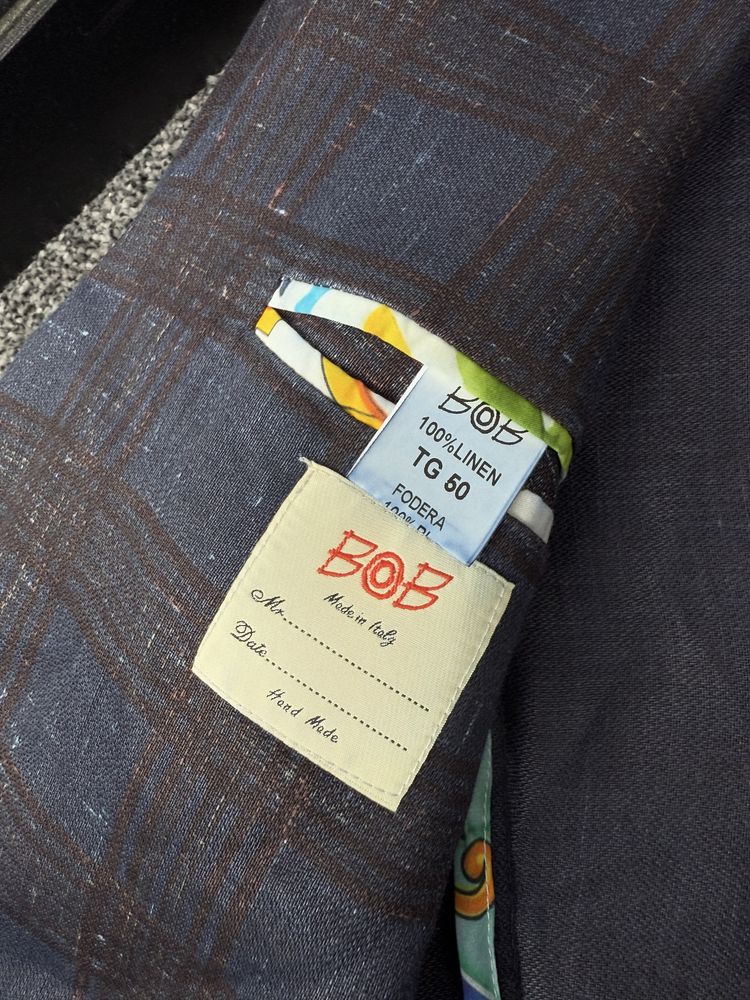 BOB
100%LINEN
TG 50
FODERA
BOB
Made in Italy
Mr.
Date
Hand Made